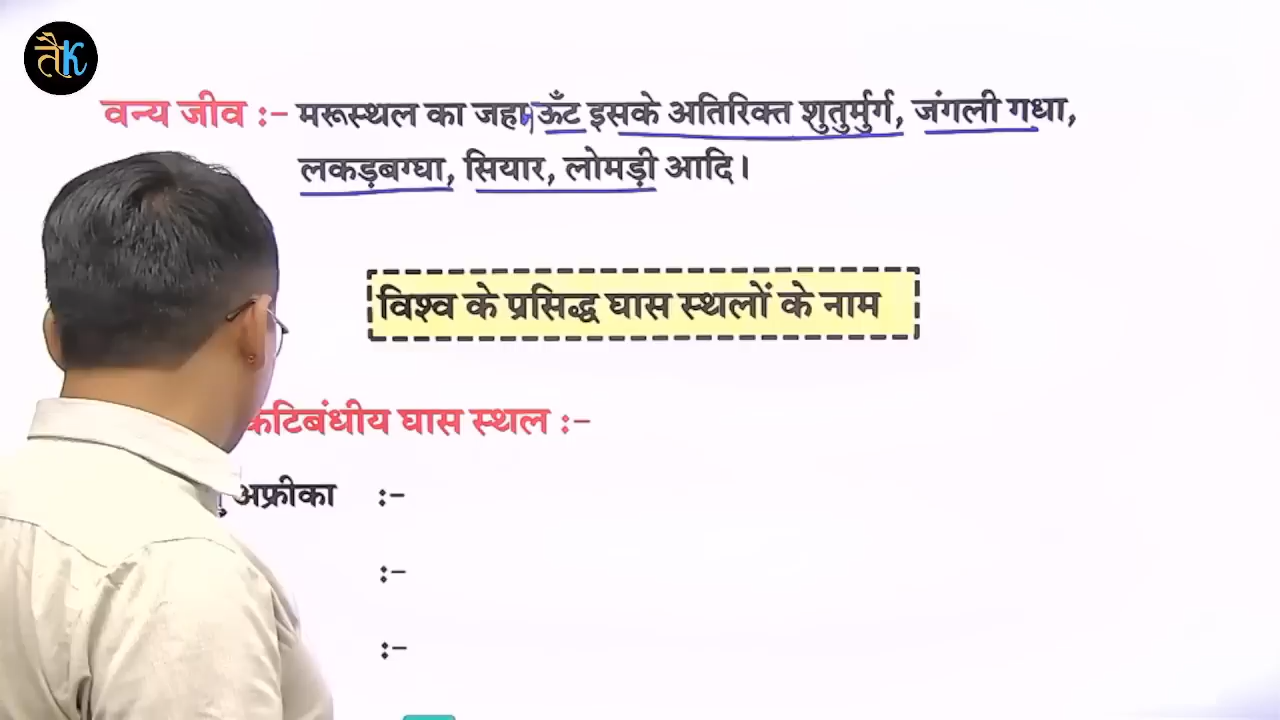 तैK
वन्य जीव :- मरूस्थल का जहा ऊँट इसके अतिरिक्त शुतुर्मुर्ग, जंगली गधा,
लकड़बग्घा, सियार, लोमड़ी आदि।
विश्व के प्रसिद्ध घास स्थलों के नाम
कटिबंधीय घास स्थल :-
अफ्रीका :-
:-
:-